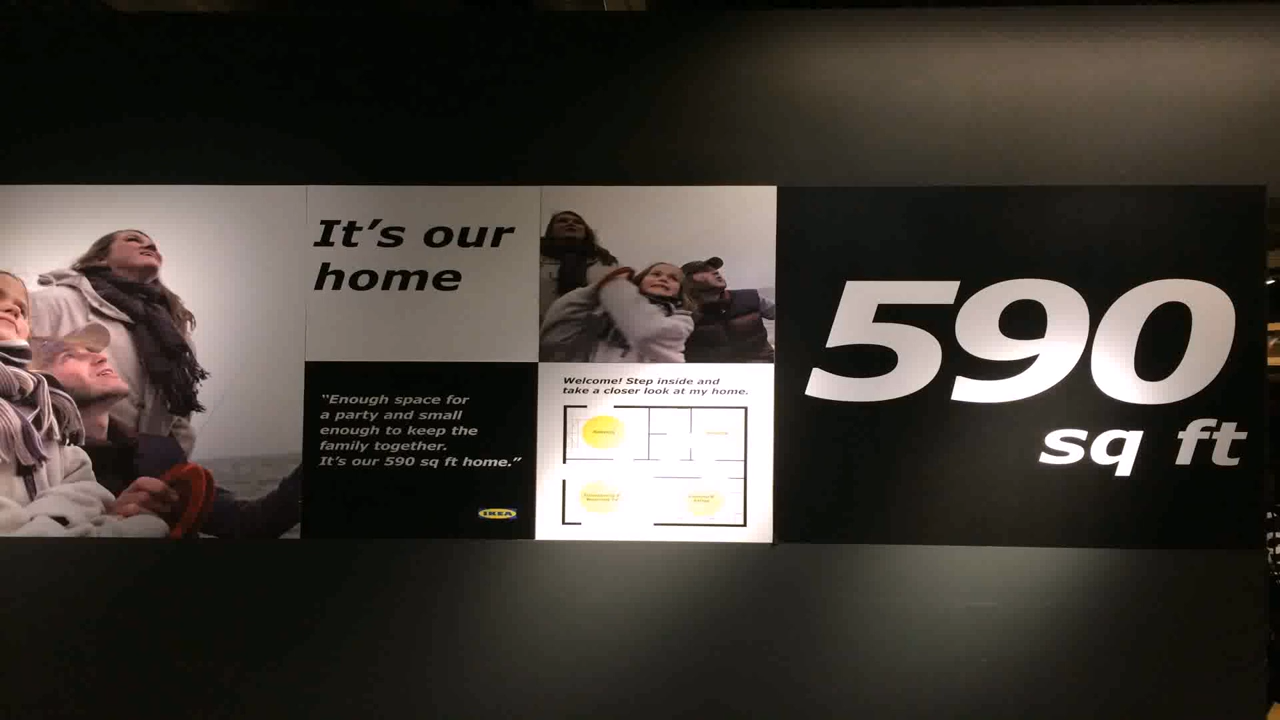 It's our
home
"Enough space for
a party and small
enough to keep the
family together.
It's our 590 sq ft home."
IKEA
Welcome! Step inside and
take a closer look at my home.
590
sq ft